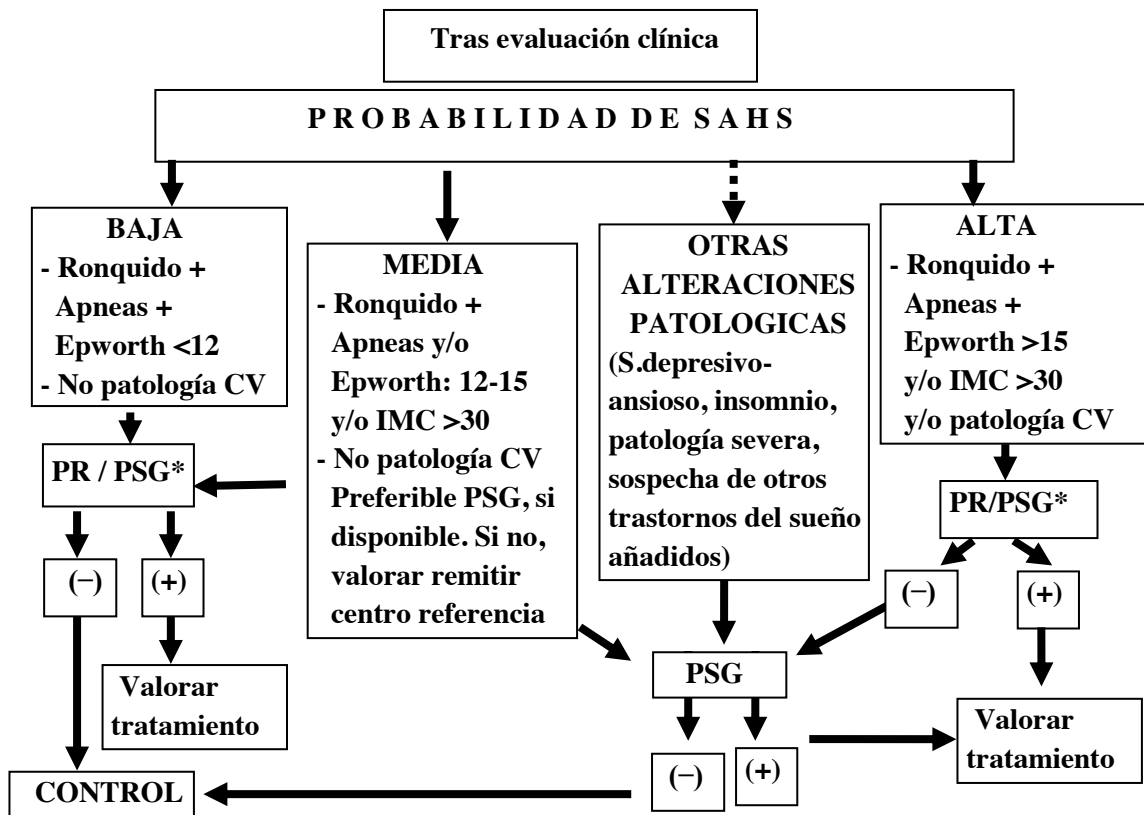 Tras evaluación clínica
P R O B A B I L I D A D D E S A H S
BAJA
- Ronquido +
Apneas +
Epworth <12
- No patología CV
MEDIA
- Ronquido +
Apneas y/o
Epworth: 12-15
y/o IMC >30
- No patología CV
Preferible PSG, si
disponible. Si no,
valorar remitir
centro referencia
OTRAS
ALTERACIONES
PATOLOGICAS
(S.depresivo-
ansioso, insomnio,
patología severa,
sospecha de otros
trastornos del sueño
añadidos)
ALTA
- Ronquido +
Apneas +
Epworth >15
y/o IMC >30
y/o patología CV
PR / PSG*
(−)
(+)
Valorar
tratamiento
PR/PSG*
(−)
(+)
PSG
(−)
(+)
Valorar
tratamiento
CONTROL